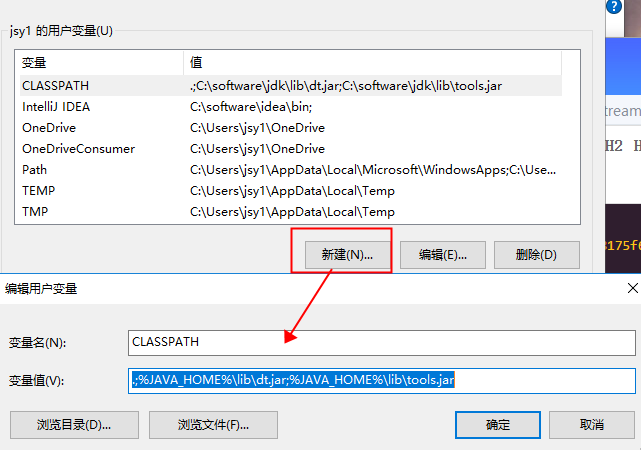 ?
jsy1 的用户变量(U)
变量 值
CLASSPATH .;C:\software\jdk\lib\dt.jar;C:\software\jdk\lib\tools.jar
IntelliJ IDEA C:\software\idea\bin;
OneDrive C:\Users\jsy1\OneDrive
OneDriveConsumer C:\Users\jsy1\OneDrive
Path C:\Users\jsy1\AppData\Local\Microsoft\WindowsApps;C:\Use...
TEMP C:\Users\jsy1\AppData\Local\Temp
TMP C:\Users\jsy1\AppData\Local\Temp
tream
H2 H
新建(N)... 编辑(E)... 删除(D)
8175f6
编辑用户变量
变量名(N): CLASSPATH
变量值(V): .;%JAVA_HOME%\lib\dt.jar;%JAVA_HOME%\lib\tools.jar
浏览目录(D)... 浏览文件(F)... 确定 取消